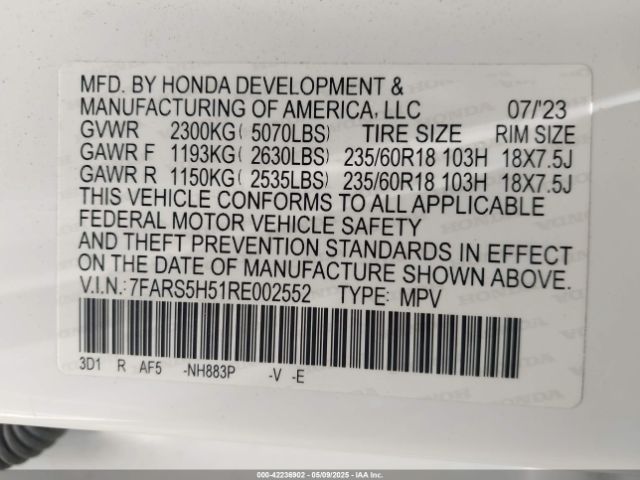 MFD. BY HONDA DEVELOPMENT &
MANUFACTURING OF AMERICA, LLC 07/'23
GVWR 2300KG( 5070LBS) TIRE SIZE RIM SIZE
GAWR F 1193KG( 2630LBS) 235/60R18 103H 18X7.5J
GAWR R 1150KG( 2535LBS) 235/60R18 103H 18X7.5J
THIS VEHICLE CONFORMS TO ALL APPLICABLE
FEDERAL MOTOR VEHICLE SAFETY
AND THEFT PREVENTION STANDARDS IN EFFECT
ON THE DATE OF MANUFACTURE SHOWN ABOVE.
V.I.N.: 7FARS5H51RE002552 TYPE: MPV
3D1 R AF5 -NH883P -V -E
000-42236902 — 05/09/2025 — IAAI, Inc.